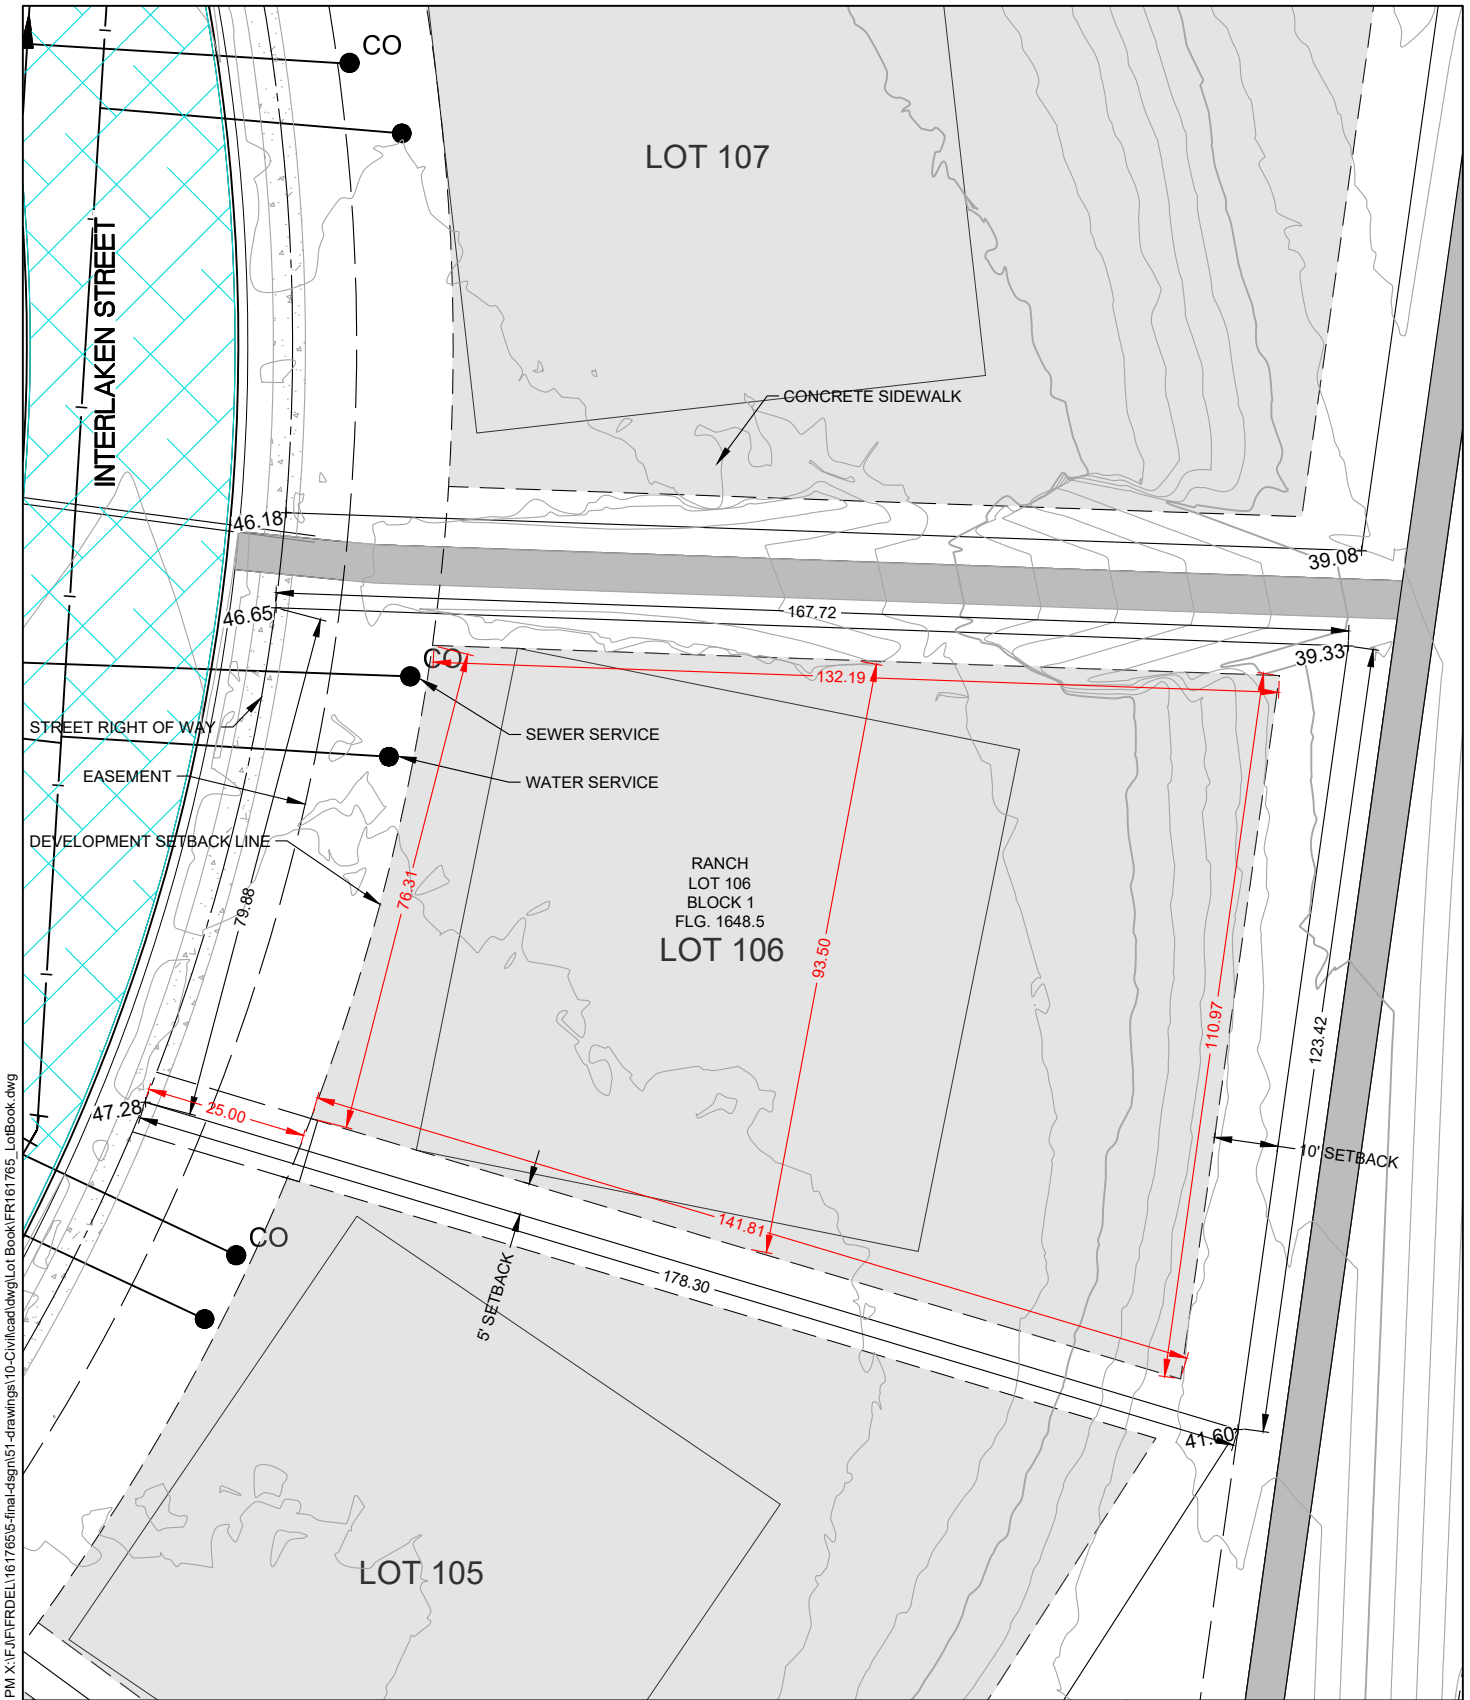 CO
LOT 107
INTERLAKEN STREET
CONCRETE SIDEWALK
46.18
39.08
46.65
167.72
39.33
CO
132.19
STREET RIGHT OF WAY
SEWER SERVICE
EASEMENT
WATER SERVICE
DEVELOPMENT SETBACK LINE
76.31
79.88
RANCH
LOT 106
BLOCK 1
FLG. 1648.5
LOT 106
93.50
110.97
123.42
47.28
25.00
10' SETBACK
CO
141.81
178.30
5' SETBACK
41.60
LOT 105
PM X:\FJ\F\FRDEL\161765\5-final-dsgn\51-drawings\10-Civil\cad\dwg\Lot Book\FR161765_LotBook.dwg